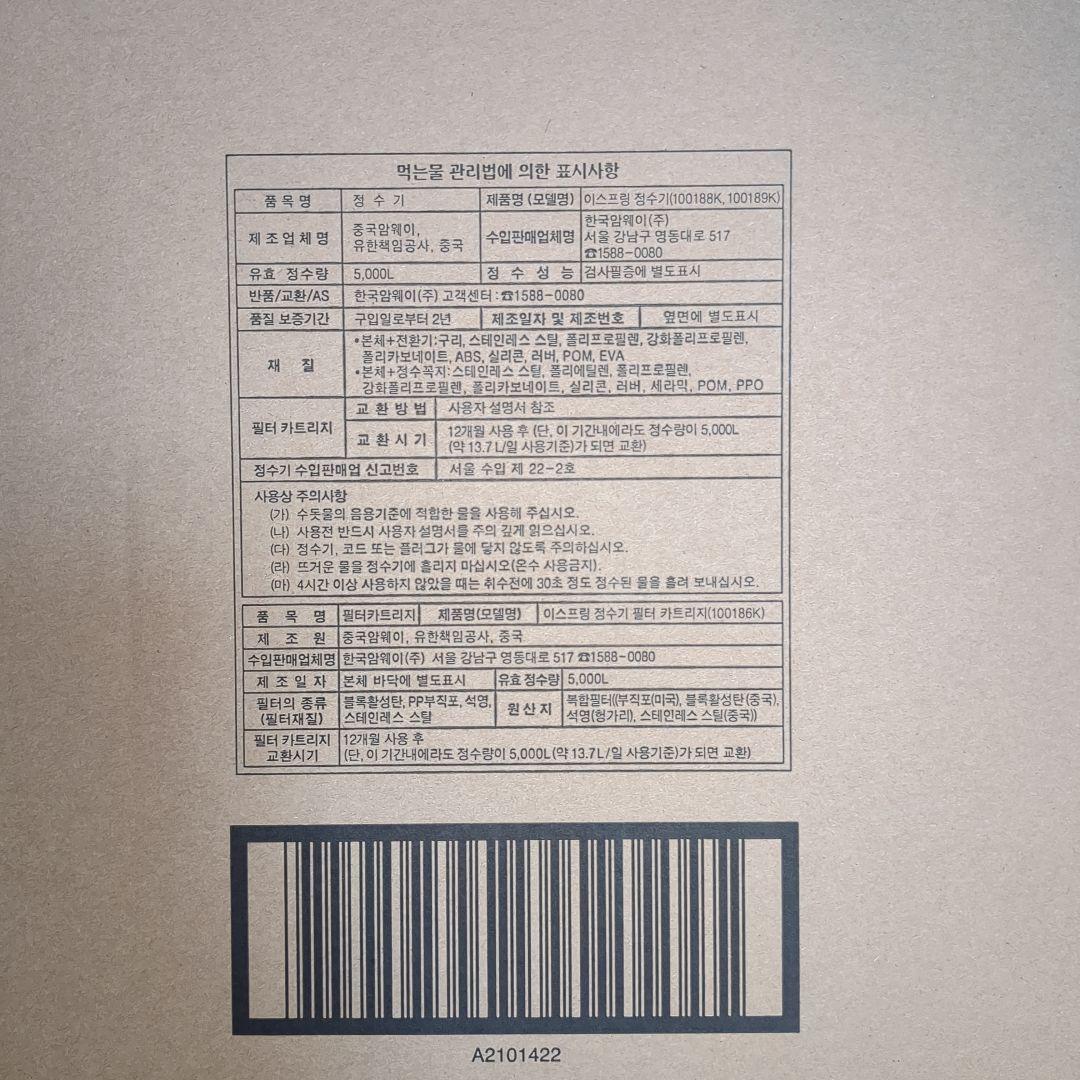 먹는물 관리법에 의한 표시사항
품 목 명 정 수 기 제품명 (모델명) 이스프링 정수기(100188K, 100189K)
제 조 업 체 명 중국암웨이, 유한책임공사, 중국 수입판매업체명 한국암웨이(주) 서울 강남구 영동대로 517 ☎1588-0080
유효 정수량 5,000L 정 수 성 능 검사필증에 별도표시
반품/교환/AS 한국암웨이(주) 고객센터 : ☎1588-0080
품질 보증기간 구입일로부터 2년 제조일자 및 제조번호 옆면에 별도표시
재 질
•본체+전환기:구리, 스테인레스 스틸, 폴리프로필렌, 강화폴리프로필렌,
폴리카보네이트, ABS, 실리콘, 러버, POM, EVA
•본체+정수꼭지:스테인레스 스틸, 폴리에틸렌, 폴리프로필렌,
강화폴리프로필렌, 폴리카보네이트, 실리콘, 러버, 세라믹, POM, PPO
필터 카트리지
교 환 방 법 사용자 설명서 참조
교 환 시 기 12개월 사용 후 (단, 이 기간내에라도 정수량이 5,000L
(약 13.7L/일 사용기준)가 되면 교환)
정수기 수입판매업 신고번호 서울 수입 제 22-2호
사용상 주의사항
(가) 수돗물의 음용기준에 적합한 물을 사용해 주십시오.
(나) 사용전 반드시 사용자 설명서를 주의 깊게 읽으십시오.
(다) 정수기, 코드 또는 플러그가 물에 닿지 않도록 주의하십시오.
(라) 뜨거운 물을 정수기에 흘리지 마십시오(온수 사용금지).
(마) 4시간 이상 사용하지 않았을 때는 취수전에 30초 정도 정수된 물을 흘려 보내십시오.
품 목 명 필터카트리지 제품명(모델명) 이스프링 정수기 필터 카트리지(100186K)
제 조 원 중국암웨이, 유한책임공사, 중국
수입판매업체명 한국암웨이(주) 서울 강남구 영동대로 517 ☎1588-0080
제 조 일 자 본체 바닥에 별도표시 유효정수량 5,000L
필터의 종류 (필터재질) 블록활성탄, PP부직포, 석영, 스테인레스 스탈 원 산 지 복합필터((부직포(미국), 블록활성탄(중국), 석영(헝가리), 스테인레스 스틸(중국))
필터 카트리지 교환시기 12개월 사용 후
(단, 이 기간내에라도 정수량이 5,000L(약 13.7L/일 사용기준)가 되면 교환)
A2101422